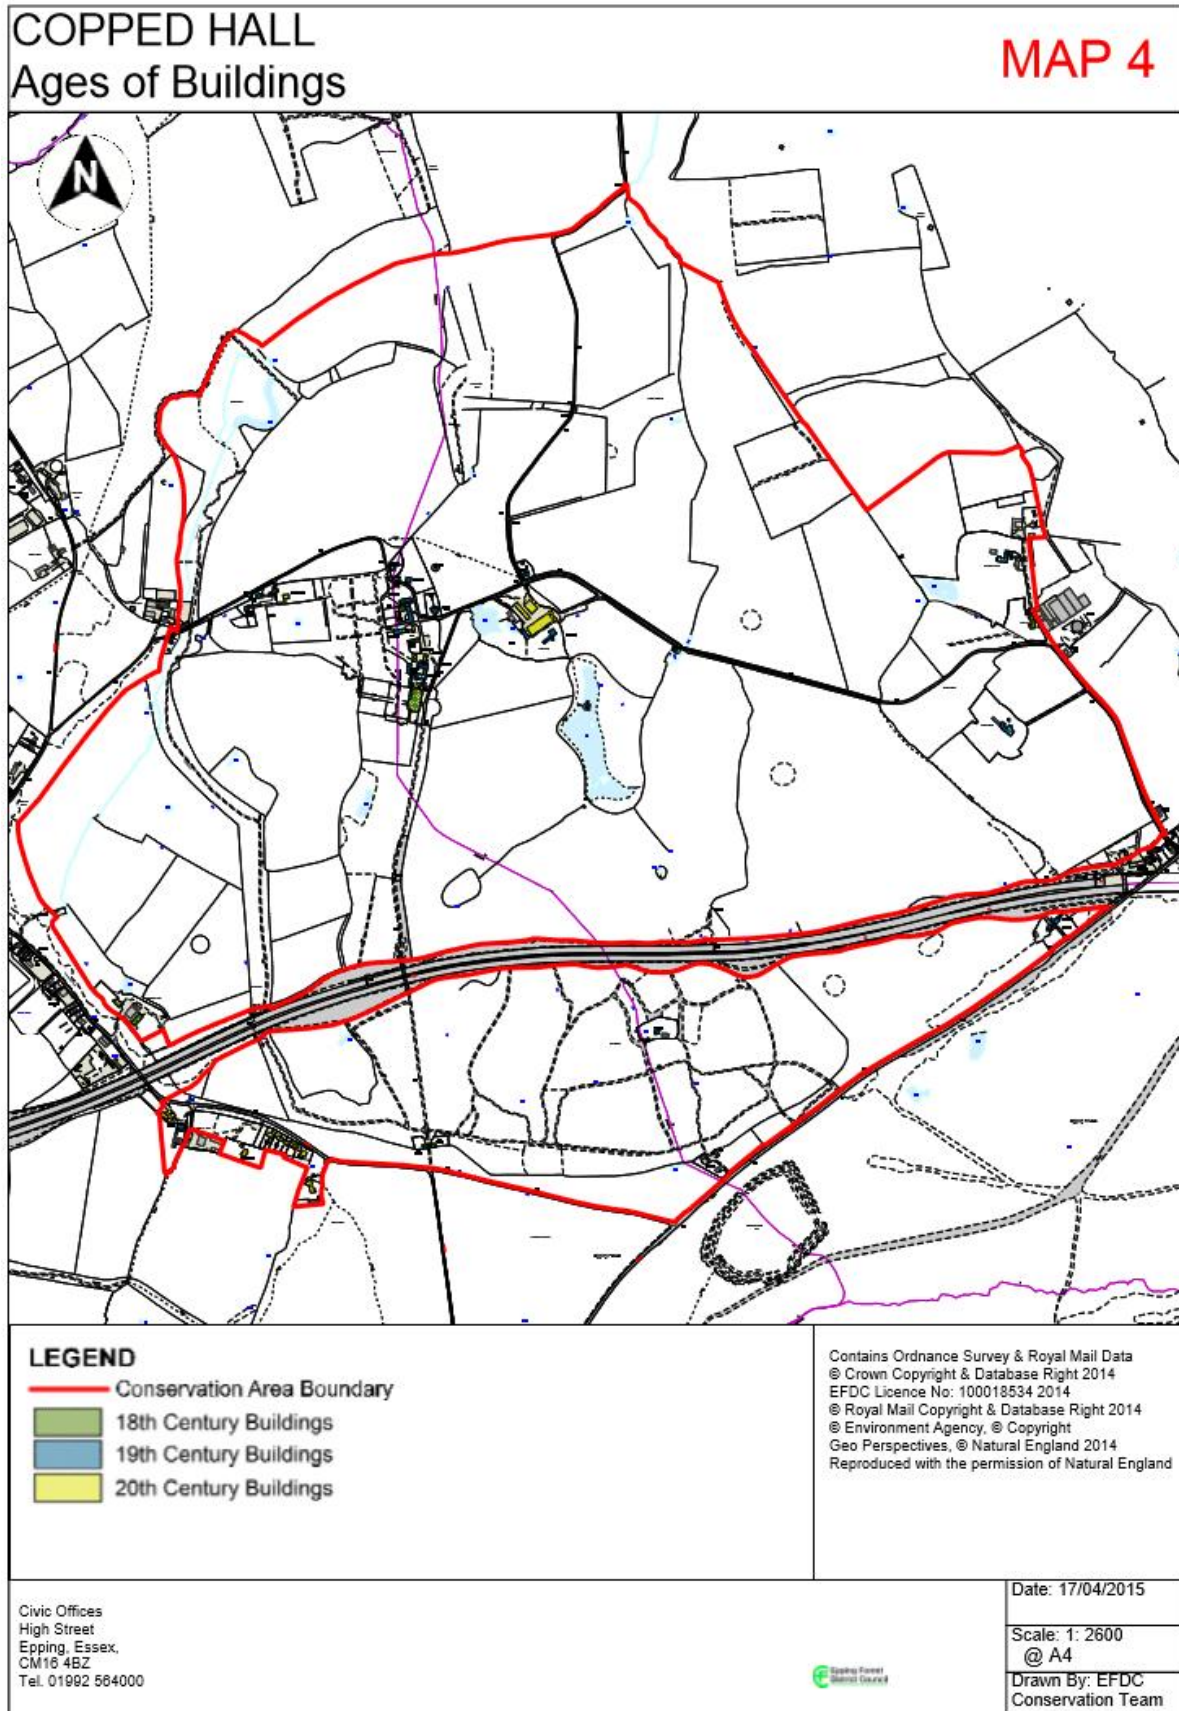 COPPED HALL
Ages of Buildings
MAP 4
N
LEGEND
Conservation Area Boundary
18th Century Buildings
19th Century Buildings
20th Century Buildings
Contains Ordnance Survey & Royal Mail Data
© Crown Copyright & Database Right 2014
EFDC Licence No: 100018534 2014
© Royal Mail Copyright & Database Right 2014
© Environment Agency, © Copyright
Geo Perspectives, © Natural England 2014
Reproduced with the permission of Natural England
Civic Offices
High Street
Epping, Essex,
CM16 4BZ
Tel. 01992 564000
Epping Forest
District Council
Date: 17/04/2015
Scale: 1: 2600
@ A4
Drawn By: EFDC
Conservation Team